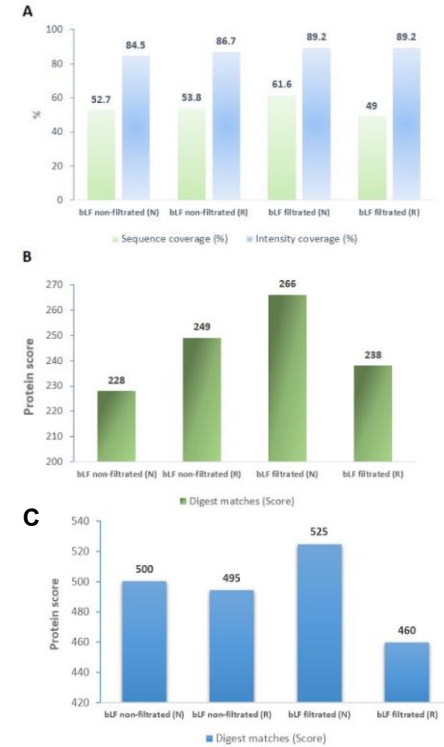 A
100
80
60
40
20
0
%
52.7 84.5 53.8 86.7 61.6 89.2 49 89.2
bLF non-filtrated (N) bLF non-filtrated (R) bLF filtrated (N) bLF filtrated (R)
Sequence coverage (%) Intensity coverage (%)
B
270
260
250
240
230
220
210
200
Protein score
228 249 266 238
bLF non-filtrated (N) bLF non-filtrated (R) bLF filtrated (N) bLF filtrated (R)
Digest matches (Score)
C
540
520
500
480
460
440
420
Protein score
500 495 525 460
bLF non-filtrated (N) bLF non-filtrated (R) bLF filtrated (N) bLF filtrated (R)
Digest matches (Score)